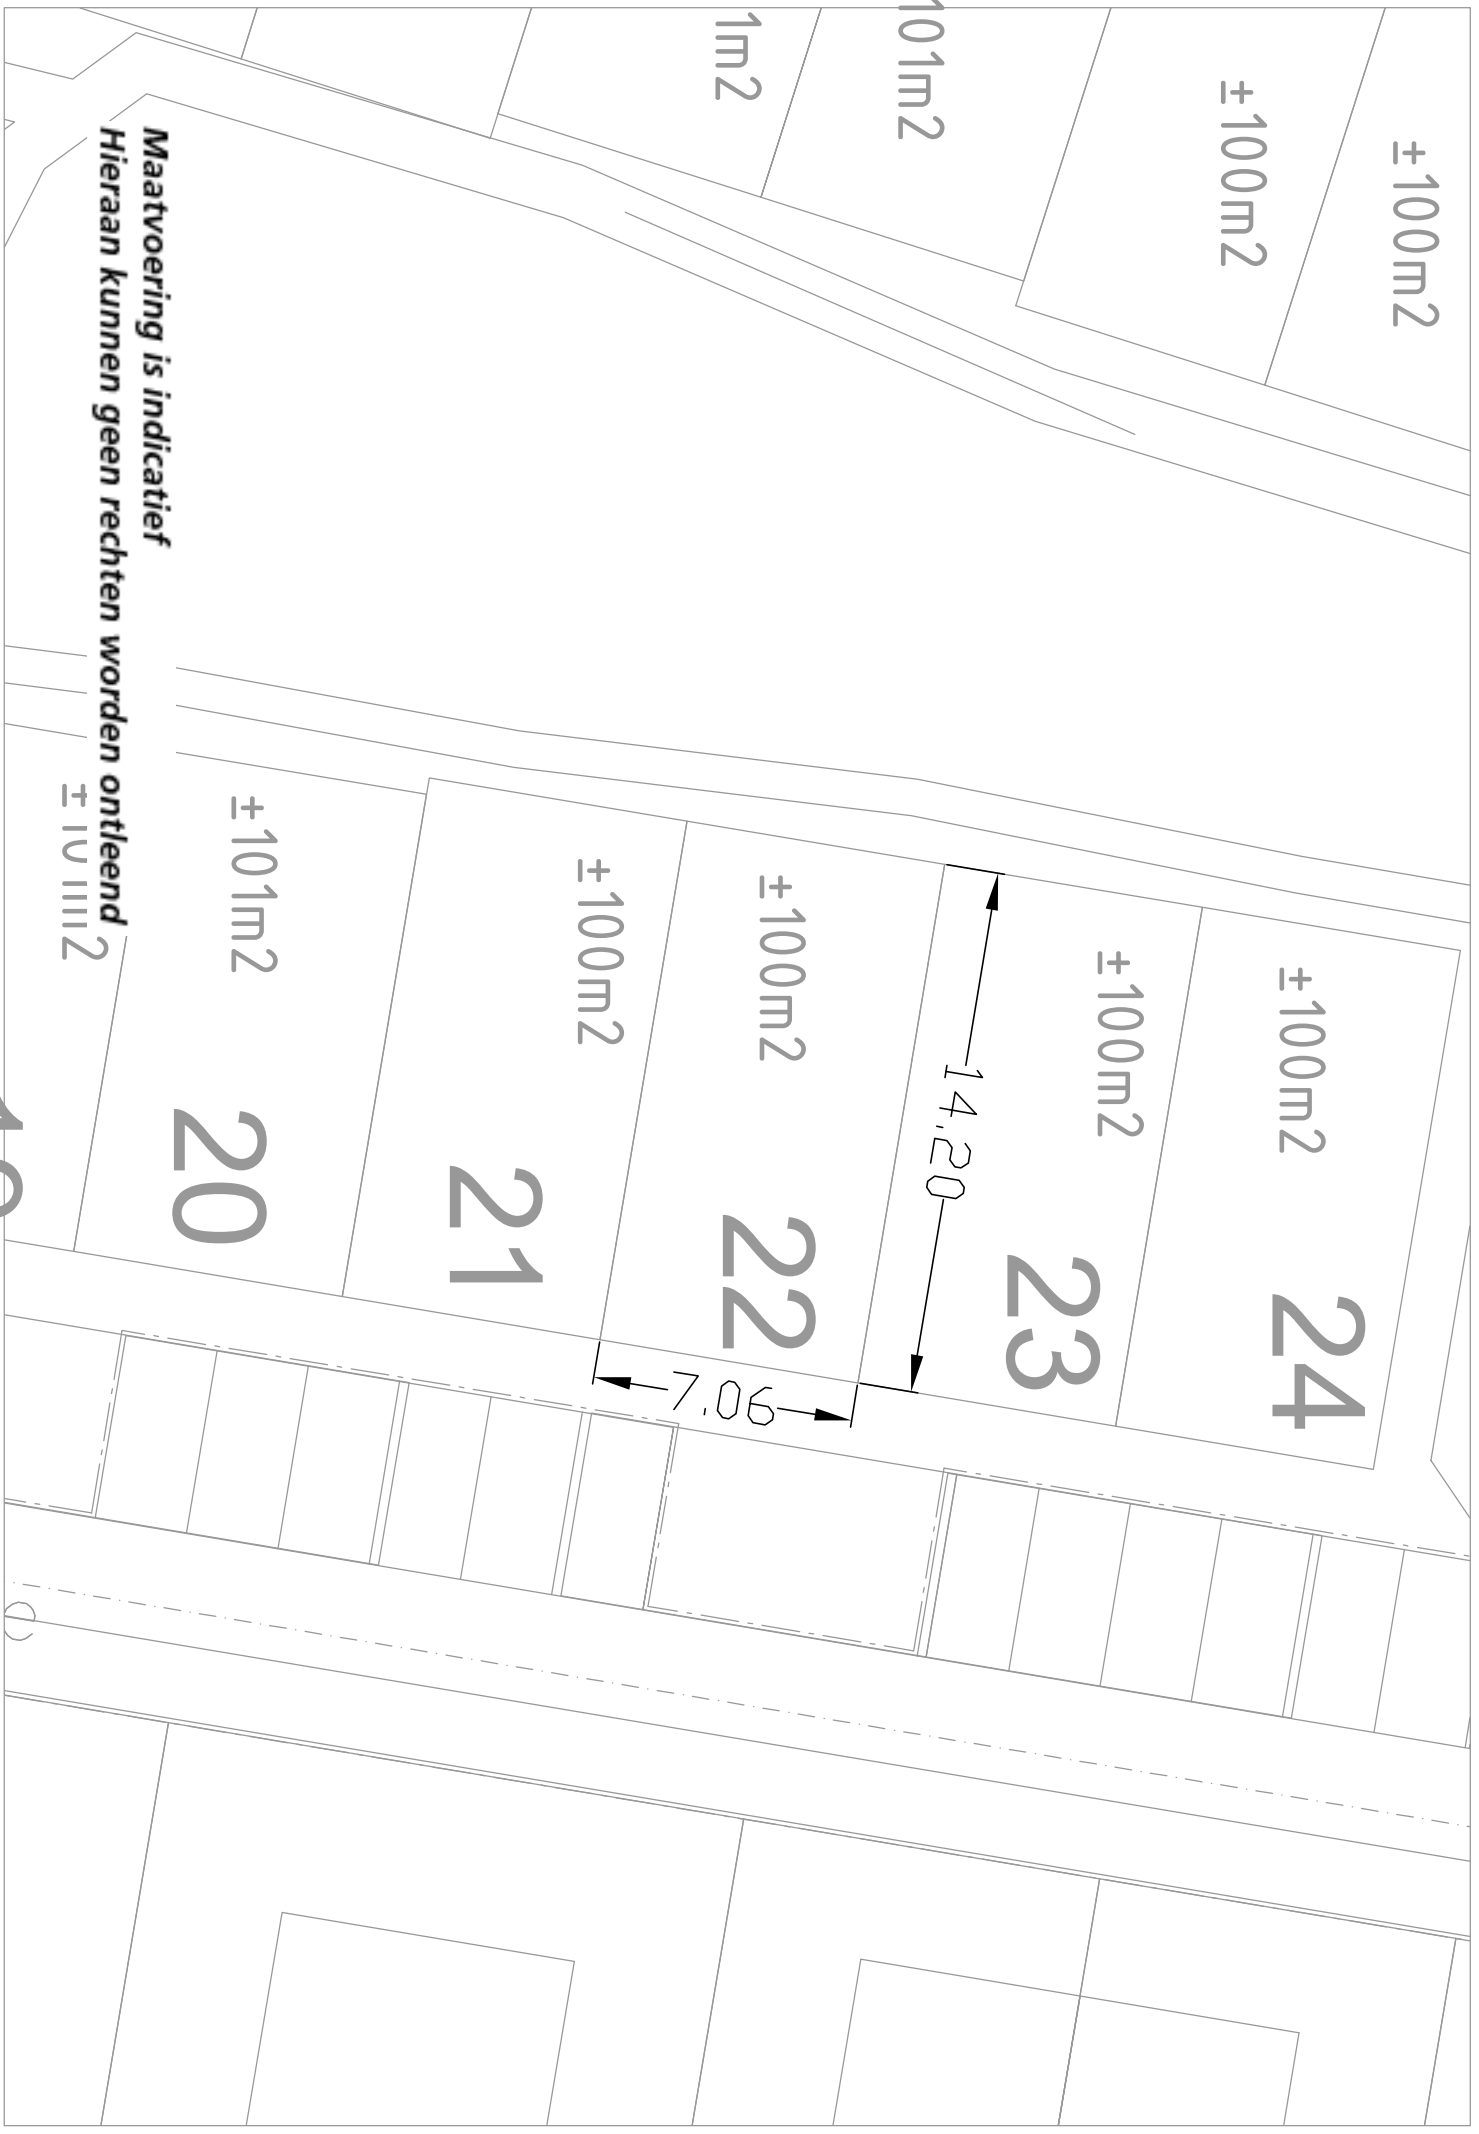 Maatvoering is indicatief
Hieraan kunnen geen rechten worden ontleend
1m2
101m2
±100m2
±100m2
±101m2
±100m2
±100m2
±100m2
±100m2
20
21
22
23
24
14.20
7.06
e